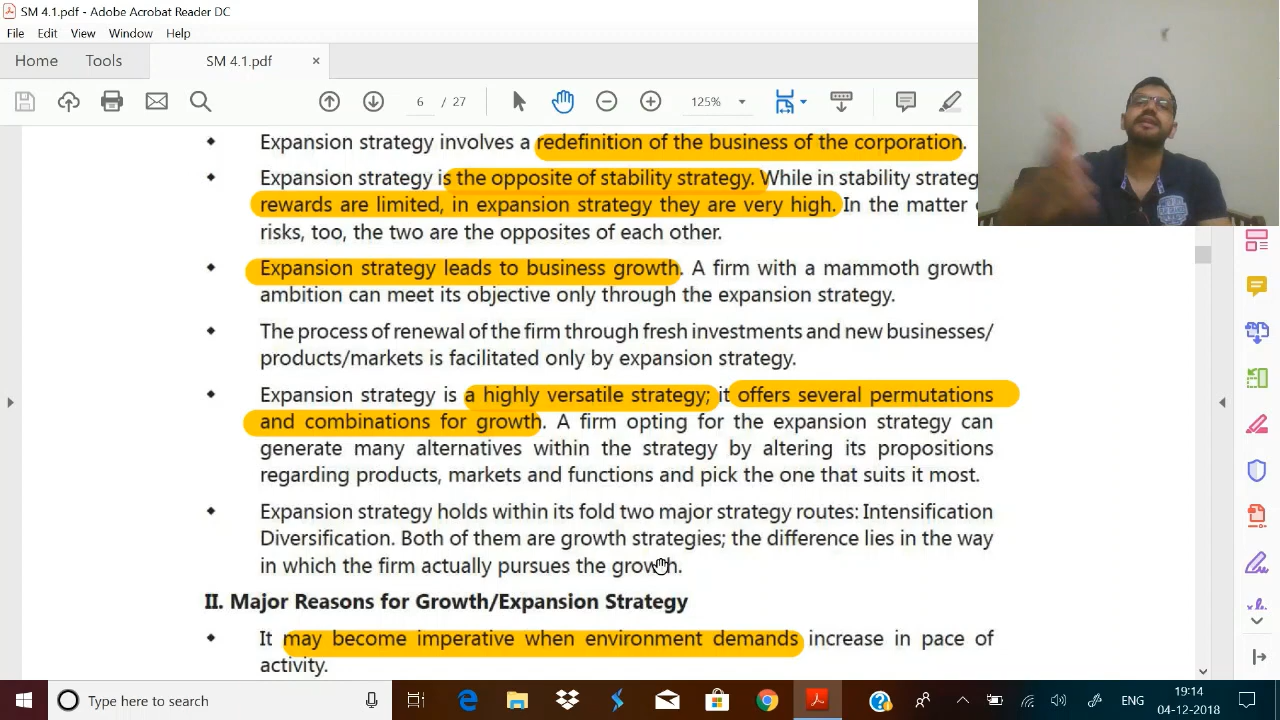 SM 4.1.pdf - Adobe Acrobat Reader DC
File Edit View Window Help
Home Tools SM 4.1.pdf ×
6 / 27 125%
Expansion strategy involves a redefinition of the business of the corporation.
Expansion strategy is the opposite of stability strategy. While in stability strateg
rewards are limited, in expansion strategy they are very high. In the matter
risks, too, the two are the opposites of each other.
Expansion strategy leads to business growth. A firm with a mammoth growth
ambition can meet its objective only through the expansion strategy.
The process of renewal of the firm through fresh investments and new businesses/
products/markets is facilitated only by expansion strategy.
Expansion strategy is a highly versatile strategy; it offers several permutations
and combinations for growth. A firm opting for the expansion strategy can
generate many alternatives within the strategy by altering its propositions
regarding products, markets and functions and pick the one that suits it most.
Expansion strategy holds within its fold two major strategy routes: Intensification
Diversification. Both of them are growth strategies; the difference lies in the way
in which the firm actually pursues the growth.
II. Major Reasons for Growth/Expansion Strategy
It may become imperative when environment demands increase in pace of
activity.
Type here to search
ENG
19:14
04-12-2018